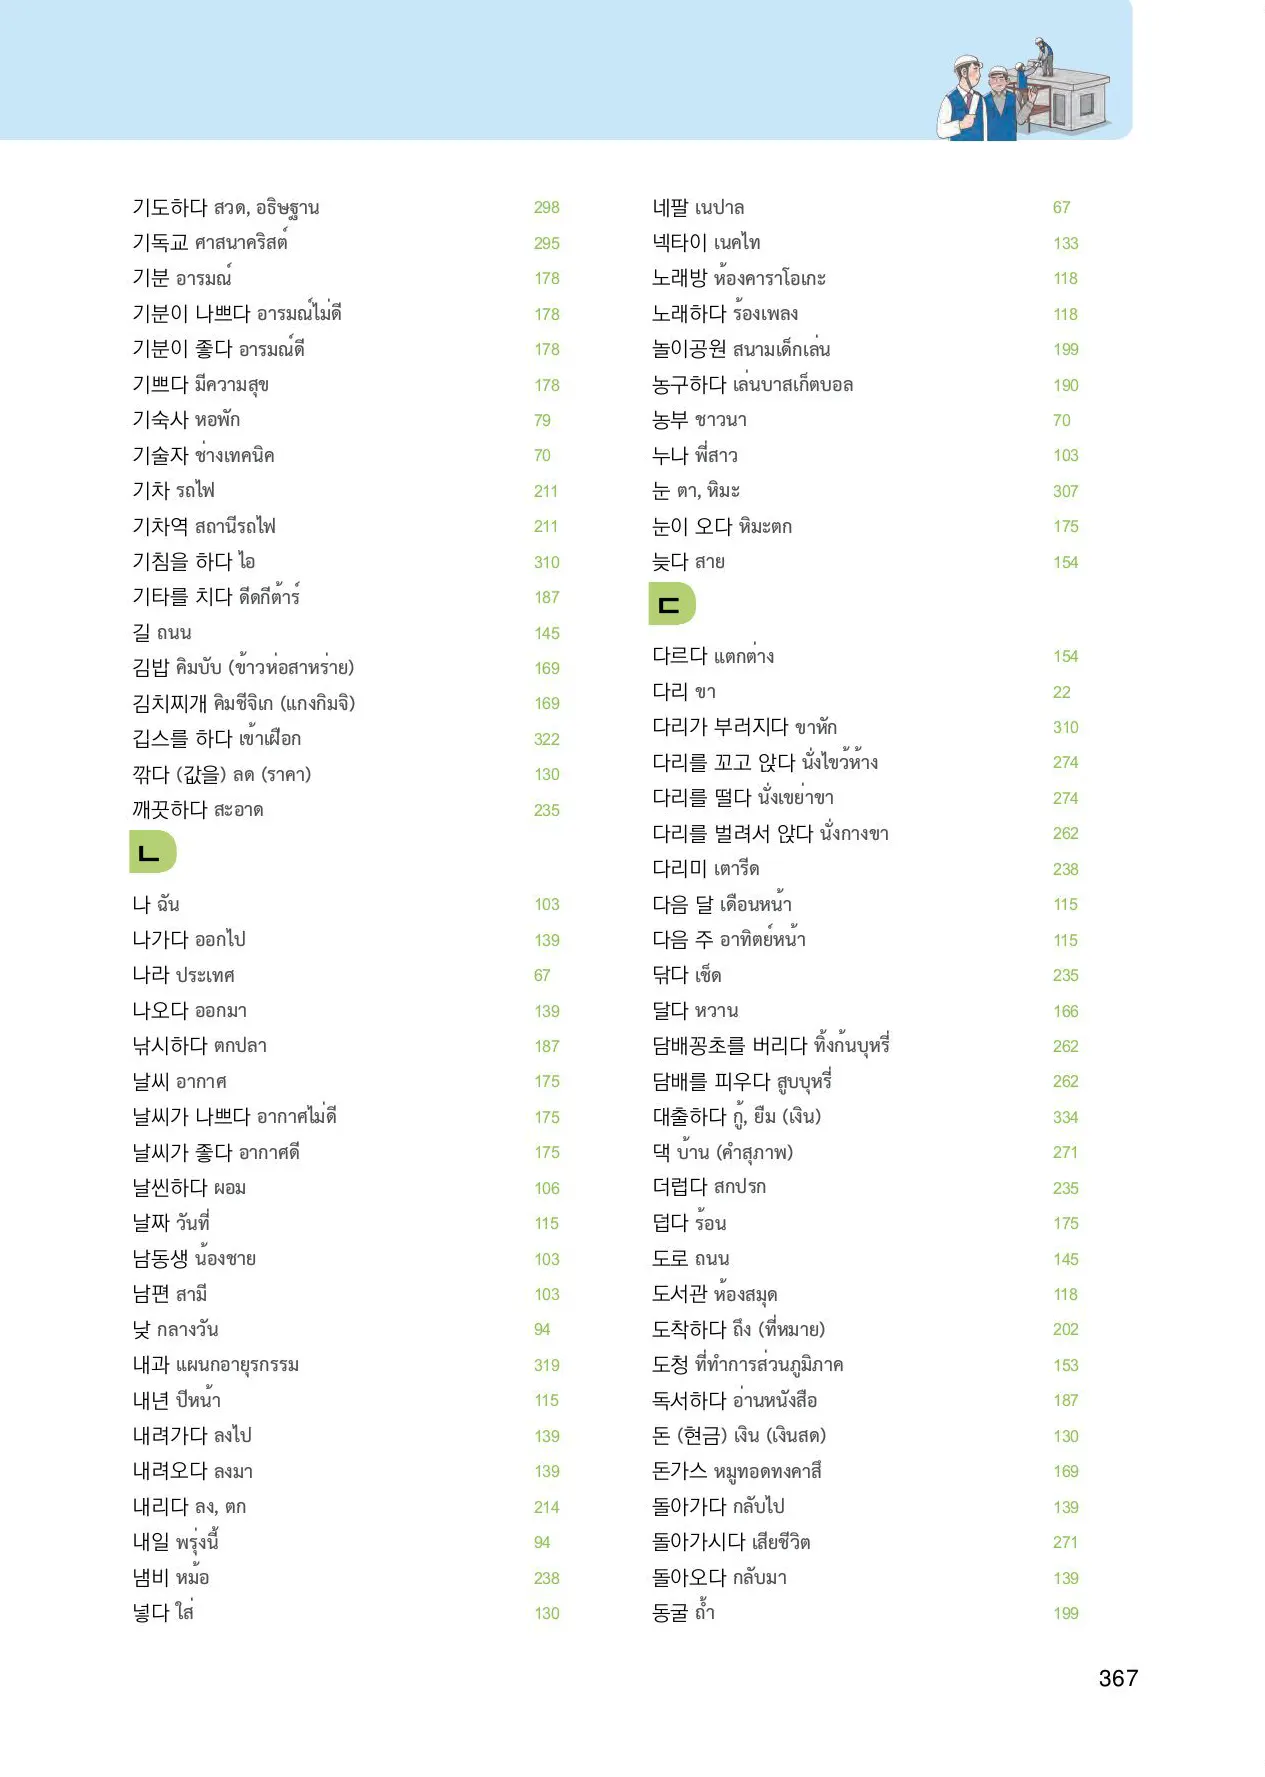 기도하다 สวด, อธิษฐาน 298
기독교 ศาสนาคริสต์ 295
기분 อารมณ์ 178
기분이 나쁘다 อารมณ์ไม่ดี 178
기분이 좋다 อารมณ์ดี 178
기쁘다 มีความสุข 178
기숙사 หอพัก 79
기술자 ช่างเทคนิค 70
기차 รถไฟ 211
기차역 สถานีรถไฟ 211
기침을 하다 ไอ 310
기타를 치다 ดีดกีต้าร์ 187
길 ถนน 145
김밥 คิมบับ (ข้าวห่อสาหร่าย) 169
김치찌개 คิมชีจิเก (แกงกิมจิ) 169
깁스를 하다 เข้าเฝือก 322
깎다 (값을) ลด (ราคา) 130
깨끗하다 สะอาด 235
ㄴ
나 ฉัน 103
나가다 ออกไป 139
나라 ประเทศ 67
나오다 ออกมา 139
낚시하다 ตกปลา 187
날씨 อากาศ 175
날씨가 나쁘다 อากาศไม่ดี 175
날씨가 좋다 อากาศดี 175
날씬하다 ผอม 106
날짜 วันที่ 115
남동생 น้องชาย 103
남편 สามี 103
낮 กลางวัน 94
내과 แผนกอายุรกรรม 319
내년 ปีหน้า 115
내려가다 ลงไป 139
내려오다 ลงมา 139
내리다 ลง, ตก 214
내일 พรุ่งนี้ 94
냄비 หม้อ 238
넣다 ใส่ 130
네팔 เนปาล 67
넥타이 เนคไท 133
노래방 ห้องคาราโอเกะ 118
노래하다 ร้องเพลง 118
놀이공원 สนามเด็กเล่น 199
농구하다 เล่นบาสเก็ตบอล 190
농부 ชาวนา 70
누나 พี่สาว 103
눈 ตา, หิมะ 307
눈이 오다 หิมะตก 175
늦다 สาย 154
ㄷ
다르다 แตกต่าง 154
다리 ขา 22
다리가 부러지다 ขาหัก 310
다리를 꼬고 앉다 นั่งไขว้ห้าง 274
다리를 떨다 นั่งเขย่าขา 274
다리를 벌려서 앉다 นั่งกางขา 262
다리미 เตารีด 238
다음 달 เดือนหน้า 115
다음 주 อาทิตย์หน้า 115
닦다 เช็ด 235
달다 หวาน 166
담배꽁초를 버리다 ทิ้งก้นบุหรี่ 262
담배를 피우다 สูบบุหรี่ 262
대출하다 กู้, ยืม (เงิน) 334
댁 บ้าน (คำสุภาพ) 271
더럽다 สกปรก 235
덥다 ร้อน 175
도로 ถนน 145
도서관 ห้องสมุด 118
도착하다 ถึง (ที่หมาย) 202
도청 ที่ทำการส่วนภูมิภาค 153
독서하다 อ่านหนังสือ 187
돈 (현금) เงิน (เงินสด) 130
돈가스 หมูทอดทงคาสึ 169
돌아가다 กลับไป 139
돌아가시다 เสียชีวิต 271
돌아오다 กลับมา 139
동굴 ถ้ำ 199
367